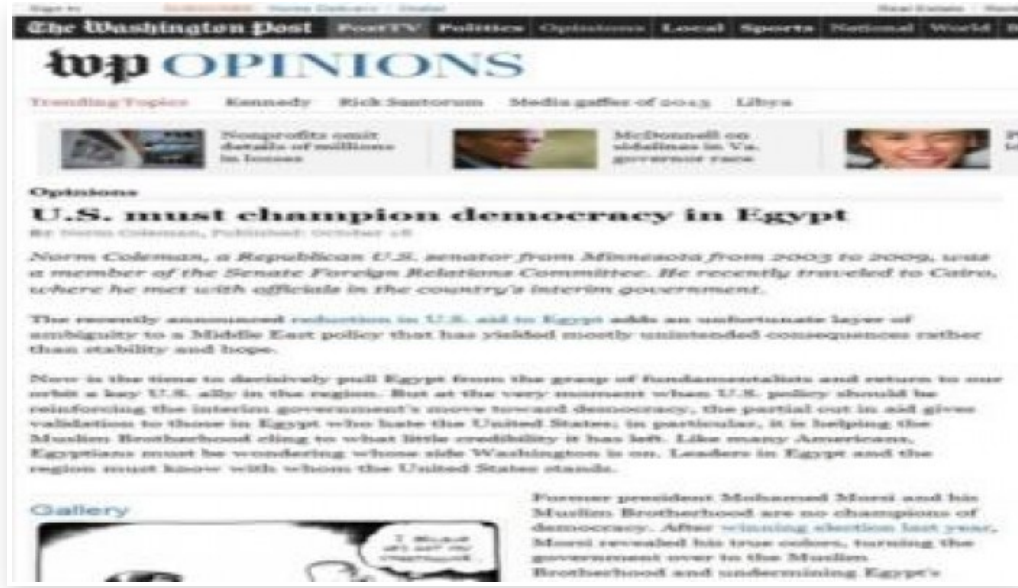 Sign In SUBSCRIBE: Home Delivery Digital Real Estate
The Washington Post PostTV Politics Opinions Local Sports National World
wp OPINIONS
Trending Topics Kennedy Rick Santorum Media gaffes of 2013 Libya
Nonprofits omit
details of millions
in losses
McDonnell on
sidelines in Va.
governor race
Opinions
U.S. must champion democracy in Egypt
By Norm Coleman, Published: October 18
Norm Coleman, a Republican U.S. senator from Minnesota from 2003 to 2009, was
a member of the Senate Foreign Relations Committee. He recently traveled to Cairo,
where he met with officials in the country's interim government.
The recently announced reduction in U.S. aid to Egypt adds an unfortunate layer of
ambiguity to a Middle East policy that has yielded mostly unintended consequences rather
than stability and hope.
Now is the time to decisively pull Egypt from the grasp of fundamentalists and return to our
orbit a key U.S. ally in the region. But at the very moment when U.S. policy should be
reinforcing the interim government's move toward democracy, the partial cut in aid gives
validation to those in Egypt who hate the United States; in particular, it is helping the
Muslim Brotherhood cling to what little credibility it has left. Like many Americans,
Egyptians must be wondering whose side Washington is on. Leaders in Egypt and the
region must know with whom the United States stands.
Gallery
Former president Mohamed Morsi and his
Muslim Brotherhood are no champions of
democracy. After winning election last year,
Morsi revealed his true colors, turning the
government over to the Muslim
Brotherhood and undermining Egypt's